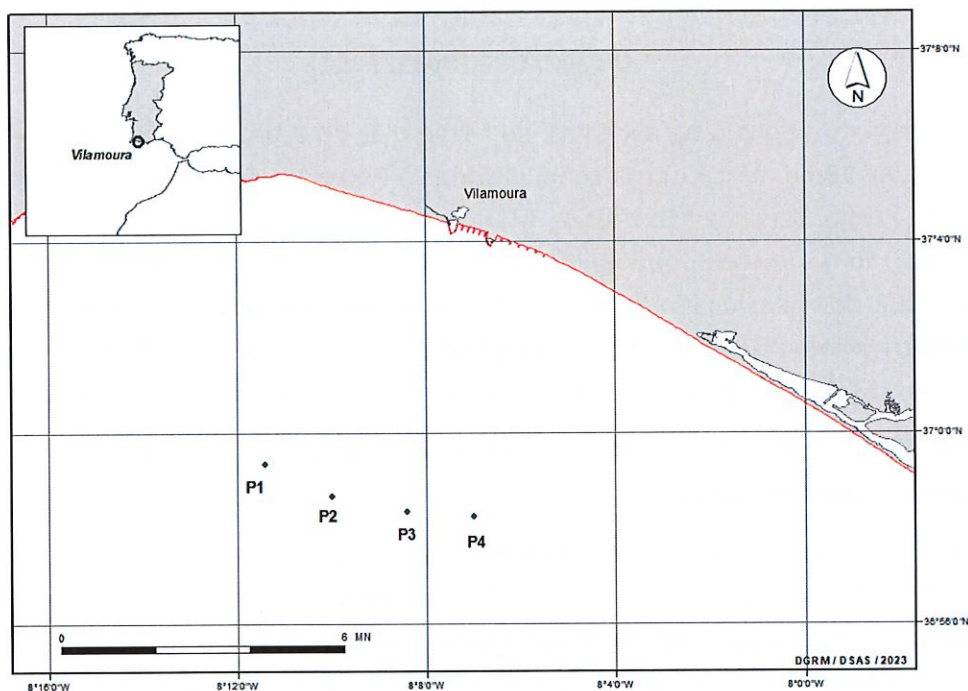 37°8'0"N
N
Vilamoura
Vilamoura
37°4'0"N
37°0'0"N
P1
P2
P3
P4
0 6 MN
36°56'0"N
DGRM / DSAS / 2023
8°16'0"W 8°12'0"W 8°8'0"W 8°4'0"W 8°0'0"W